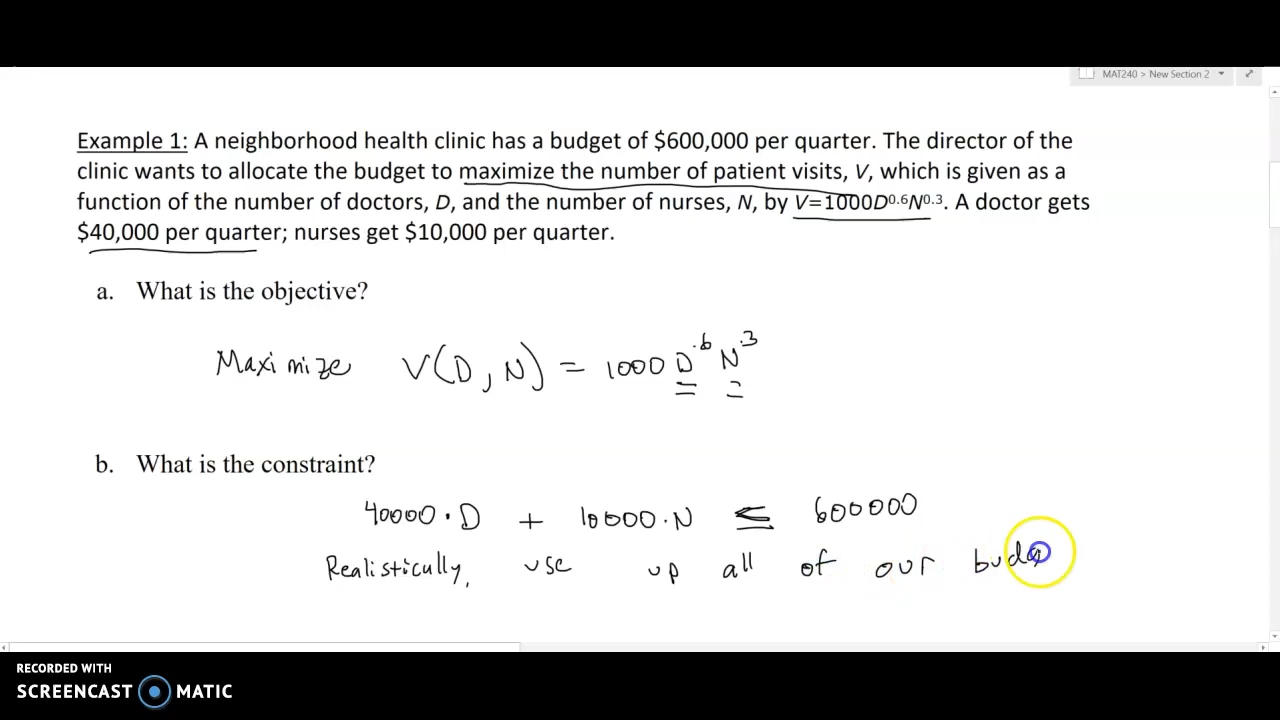 MAT240 > New Section 2
Example 1: A neighborhood health clinic has a budget of $600,000 per quarter. The director of the
clinic wants to allocate the budget to maximize the number of patient visits, V, which is given as a
function of the number of doctors, D, and the number of nurses, N, by V=1000D^0.6N^0.3. A doctor gets
$40,000 per quarter; nurses get $10,000 per quarter.
a. What is the objective?
Maximize V(D, N) = 1000 D^.6 N^.3
b. What is the constraint?
40000·D + 10000·N ≤ 600000
Realistically, use up all of our
RECORDED WITH
SCREENCAST MATIC